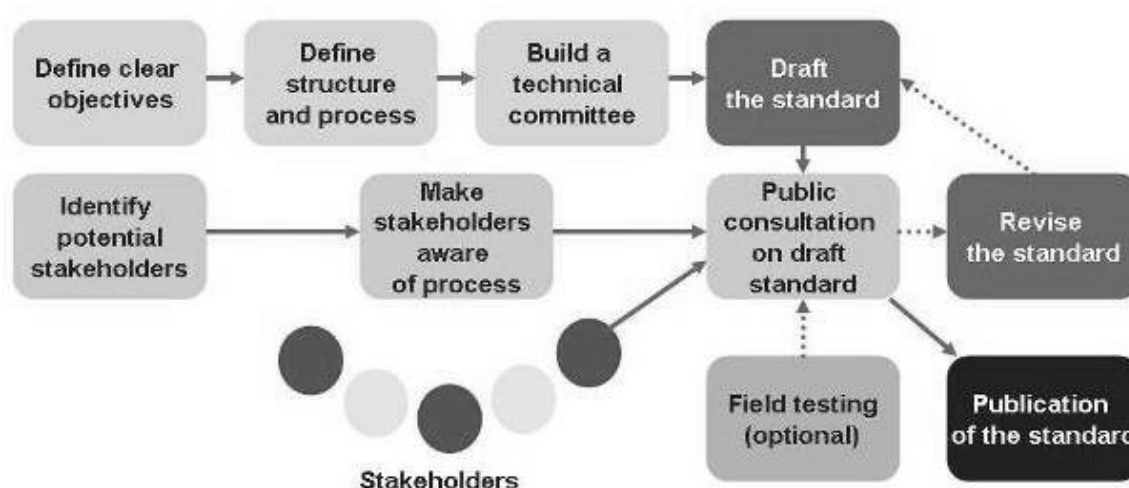 Define clear
objectives
Define
structure
and process
Build a
technical
committee
Draft
the standard
Identify
potential
stakeholders
Make
stakeholders
aware
of process
Public
consultation
on draft
standard
Revise
the standard
Field testing
(optional)
Publication
of the standard
Stakeholders